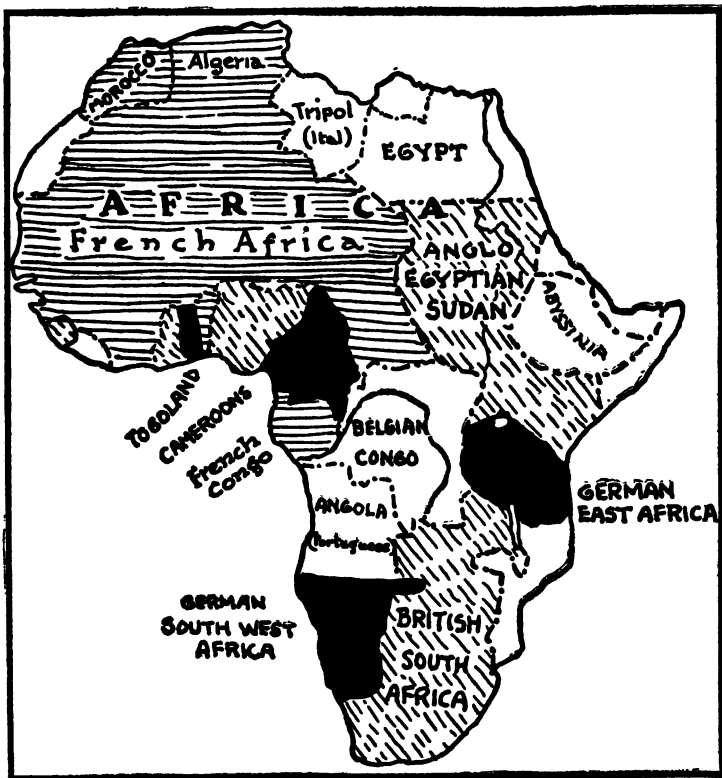 MOROCCO
Algeria
Tripol
(Ital)
EGYPT
AFRICA
French Africa
ANGLO
EGYPTIAN
SUDAN
ABYSSINIA
TOGOLAND
CAMEROONS
French
Congo
BELGIAN
CONGO
ANGOLA
(Portuguese)
GERMAN
EAST AFRICA
GERMAN
SOUTH WEST
AFRICA
BRITISH
SOUTH
AFRICA